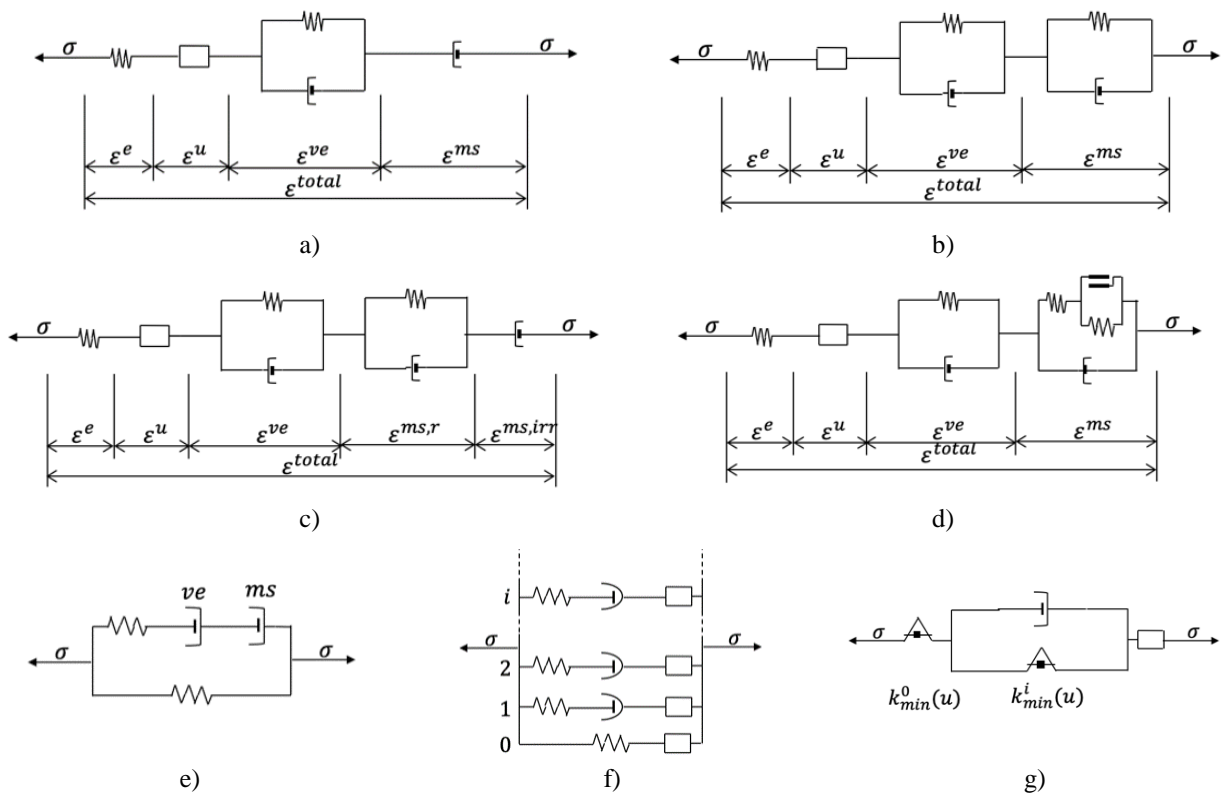 σ σ
ε^e ε^u ε^ve ε^ms
ε^total
a)
σ σ
ε^e ε^u ε^ve ε^ms
ε^total
b)
σ σ
ε^e ε^u ε^ve ε^ms,r ε^ms,irr
ε^total
c)
σ σ
ε^e ε^u ε^ve ε^ms
ε^total
d)
ve ms
σ σ
e)
i
σ σ
2
1
0
f)
σ σ
k^0_min(u) k^i_min(u)
g)